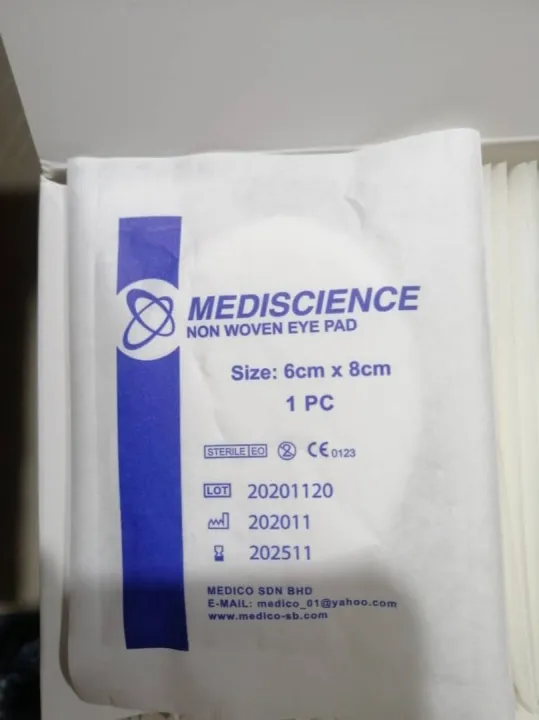 MEDISCIENCE
NON WOVEN EYE PAD
Size: 6cm x 8cm
1 PC
STERILE EO 2 CE 0123
LOT 20201120
202011
202511
MEDICO SDN BHD
E-MAiL: medico_01@yahoo.com
www.medico-sb.com